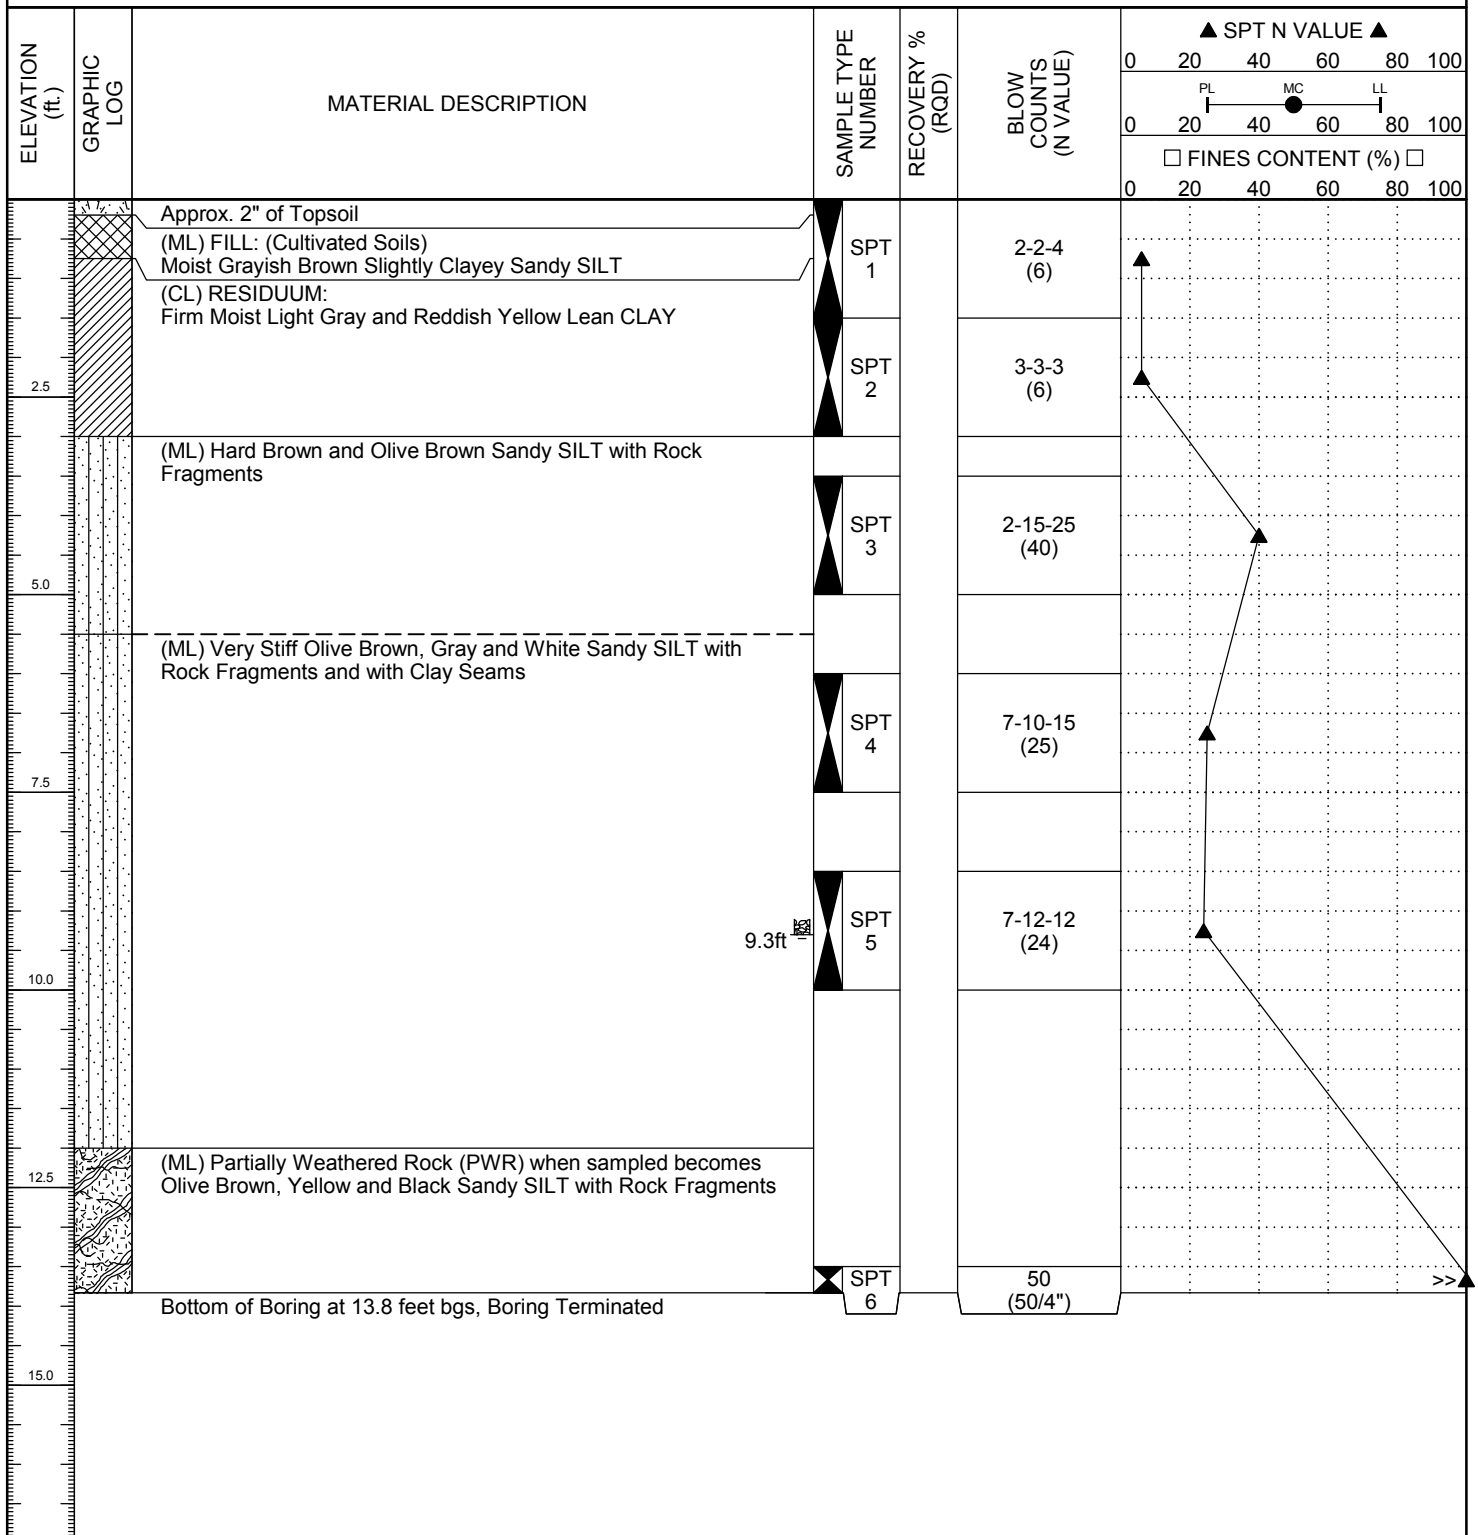 ELEVATION
(ft.)
GRAPHIC
LOG
MATERIAL DESCRIPTION
SAMPLE TYPE
NUMBER
RECOVERY %
(RQD)
BLOW
COUNTS
(N VALUE)
▲ SPT N VALUE ▲
0 20 40 60 80 100
PL MC LL
0 20 40 60 80 100
□ FINES CONTENT (%) □
0 20 40 60 80 100
Approx. 2" of Topsoil
(ML) FILL: (Cultivated Soils)
Moist Grayish Brown Slightly Clayey Sandy SILT
SPT
1
2-2-4
(6)
(CL) RESIDUUM:
Firm Moist Light Gray and Reddish Yellow Lean CLAY
SPT
2
3-3-3
(6)
2.5
(ML) Hard Brown and Olive Brown Sandy SILT with Rock
Fragments
SPT
3
2-15-25
(40)
5.0
(ML) Very Stiff Olive Brown, Gray and White Sandy SILT with
Rock Fragments and with Clay Seams
SPT
4
7-10-15
(25)
7.5
9.3ft
SPT
5
7-12-12
(24)
10.0
(ML) Partially Weathered Rock (PWR) when sampled becomes
Olive Brown, Yellow and Black Sandy SILT with Rock Fragments
12.5
SPT
6
50
(50/4")
>>
Bottom of Boring at 13.8 feet bgs, Boring Terminated
15.0